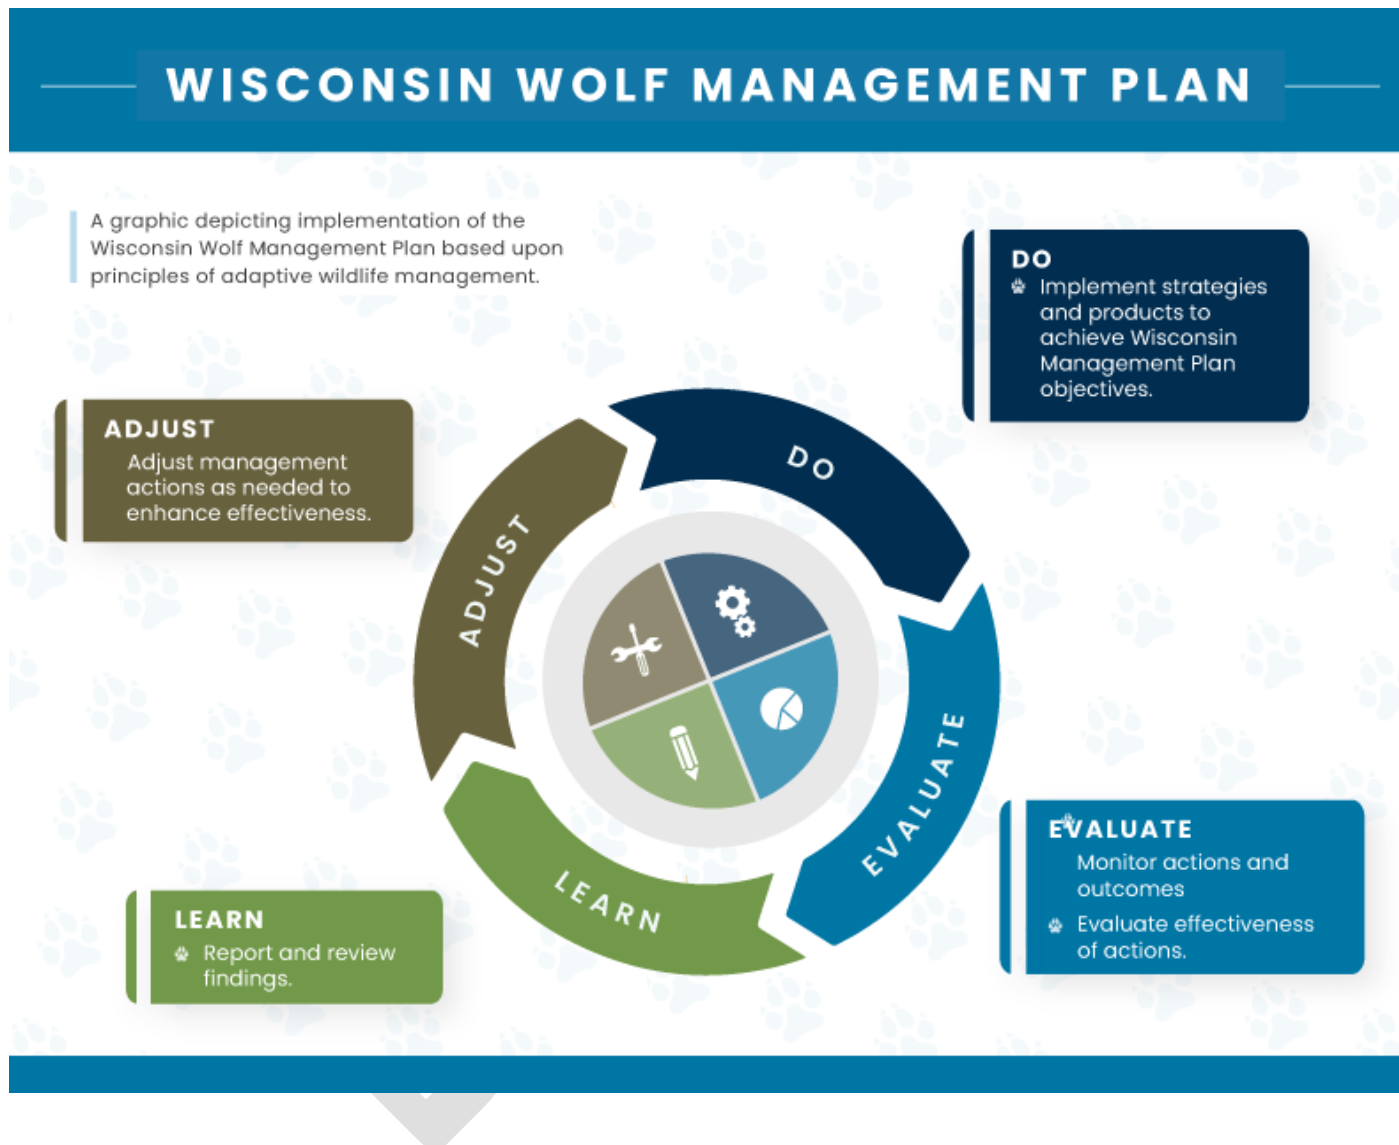 WISCONSIN WOLF MANAGEMENT PLAN
A graphic depicting implementation of the
Wisconsin Wolf Management Plan based upon
principles of adaptive wildlife management.
DO
Implement strategies
and products to
achieve Wisconsin
Management Plan
objectives.
ADJUST
Adjust management
actions as needed to
enhance effectiveness.
DO
ADJUST
EVALUATE
LEARN
EVALUATE
Monitor actions and
outcomes
Evaluate effectiveness
of actions.
LEARN
Report and review
findings.